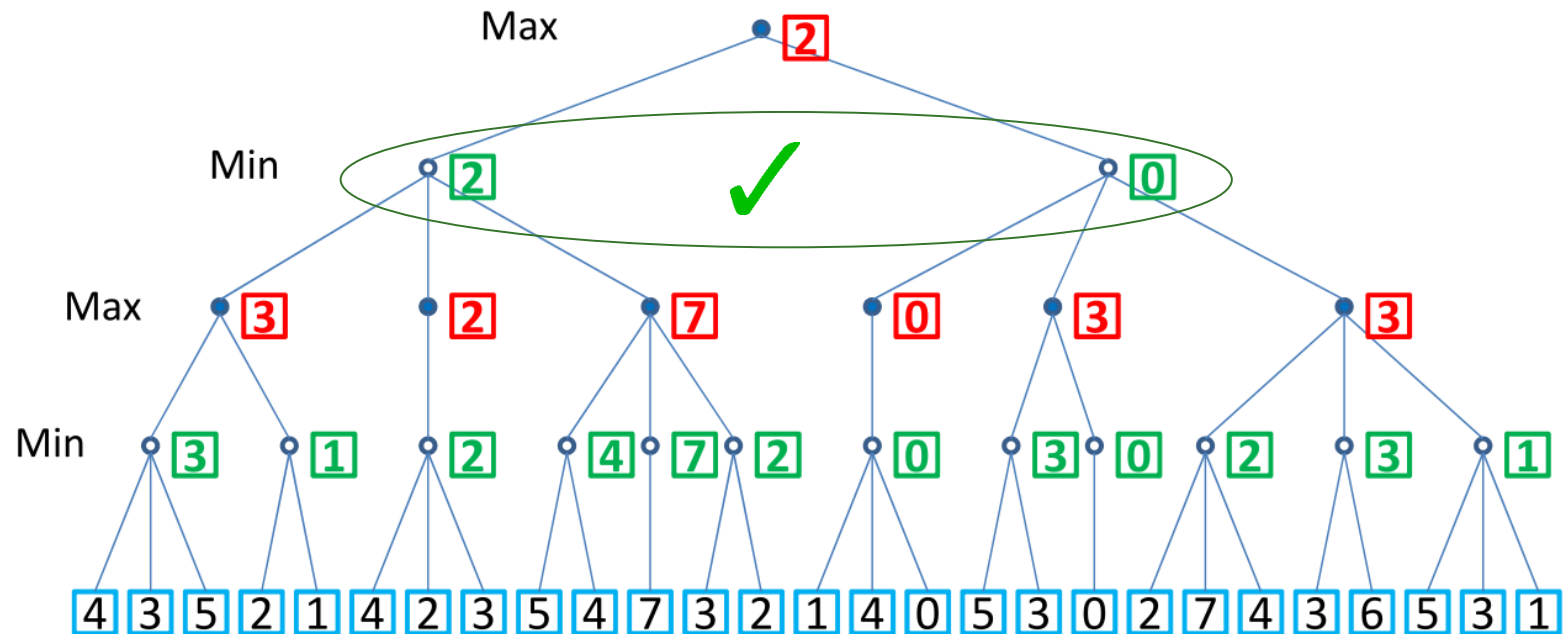 Max 2
Min 2 0
Max 3 2 7 0 3 3
Min 3 1 2 4 7 2 0 3 0 2 3 1
4 3 5 2 1 4 2 3 5 4 7 3 2 1 4 0 5 3 0 2 7 4 3 6 5 3 1